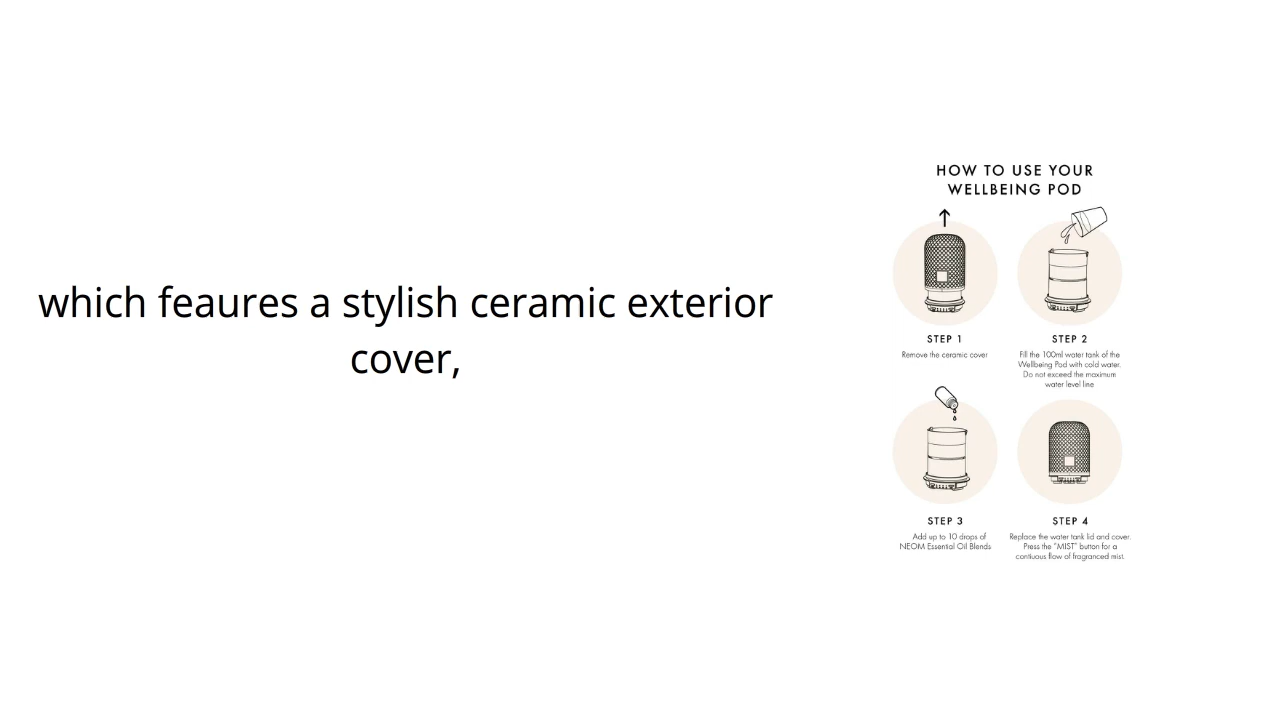 which feaures a stylish ceramic exterior
cover,
HOW TO USE YOUR
WELLBEING POD
STEP 1
Remove the ceramic cover
STEP 2
Fill the 100ml water tank of the
Wellbeing Pod with cold water.
Do not exceed the maximum
water level line
STEP 3
Add up to 10 drops of
NEOM Essential Oil Blends
STEP 4
Replace the water tank lid and cover.
Press the "MIST" button for a
contiuous flow of fragranced mist.